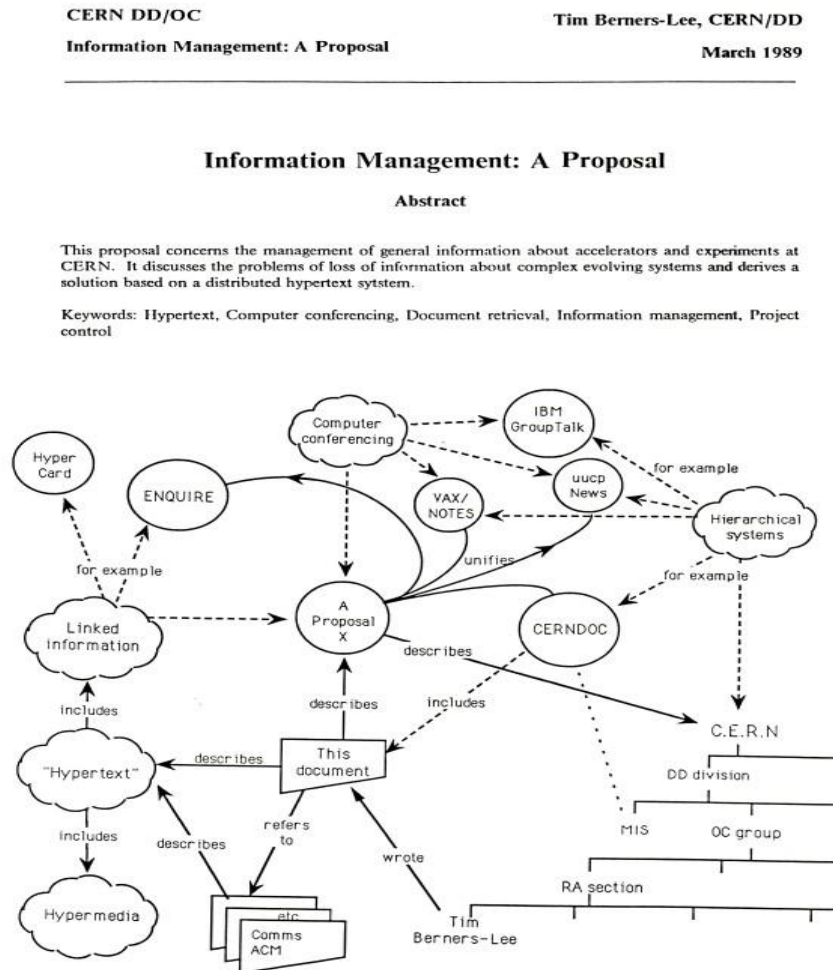 CERN DD/OC
Tim Berners-Lee, CERN/DD
Information Management: A Proposal
March 1989
Information Management: A Proposal
Abstract
This proposal concerns the management of general information about accelerators and experiments at
CERN. It discusses the problems of loss of information about complex evolving systems and derives a
solution based on a distributed hypertext sytstem.
Keywords: Hypertext, Computer conferencing, Document retrieval, Information management, Project
control
Computer
conferencing
IBM
GroupTalk
Hyper
Card
ENQUIRE
VAX/
NOTES
uucp
News
for example
Hierarchical
systems
unifies
for example
for example
Linked
information
A
Proposal
X
CERNDOC
describes
includes
describes
includes
C.E.R.N
"Hypertext"
describes
This
document
DD division
includes
describes
refers
to
wrote
MIS
OC group
RA section
Hypermedia
etc
Comms
ACM
Tim
Berners-Lee